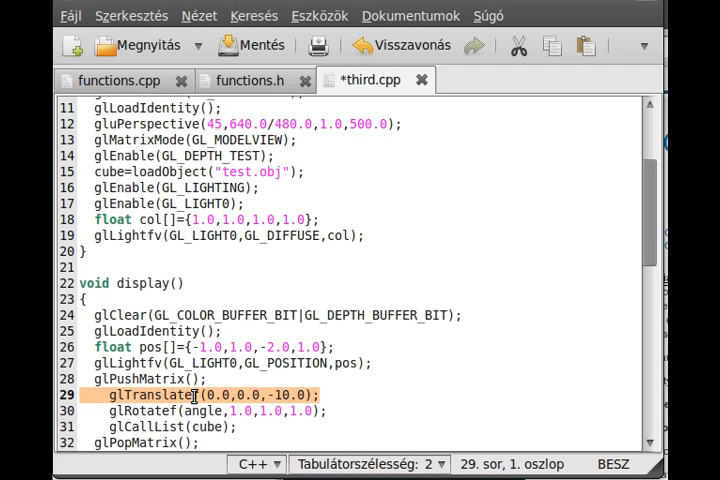 Fájl Szerkesztés Nézet Keresés Eszközök Dokumentumok Súgó
Megnyitás Mentés Visszavonás
functions.cpp functions.h *third.cpp
11 glLoadIdentity();
12 gluPerspective(45,640.0/480.0,1.0,500.0);
13 glMatrixMode(GL_MODELVIEW);
14 glEnable(GL_DEPTH_TEST);
15 cube=loadObject("test.obj");
16 glEnable(GL_LIGHTING);
17 glEnable(GL_LIGHT0);
18 float col[]={1.0,1.0,1.0,1.0};
19 glLightfv(GL_LIGHT0,GL_DIFFUSE,col);
20 }
21
22 void display()
23 {
24 glClear(GL_COLOR_BUFFER_BIT|GL_DEPTH_BUFFER_BIT);
25 glLoadIdentity();
26 float pos[]={-1.0,1.0,-2.0,1.0};
27 glLightfv(GL_LIGHT0,GL_POSITION,pos);
28 glPushMatrix();
29 glTranslatef(0.0,0.0,-10.0);
30 glRotatef(angle,1.0,1.0,1.0);
31 glCallList(cube);
32 glPopMatrix();
C++ Tabulátorszélesség: 2 29. sor, 1. oszlop BESZ